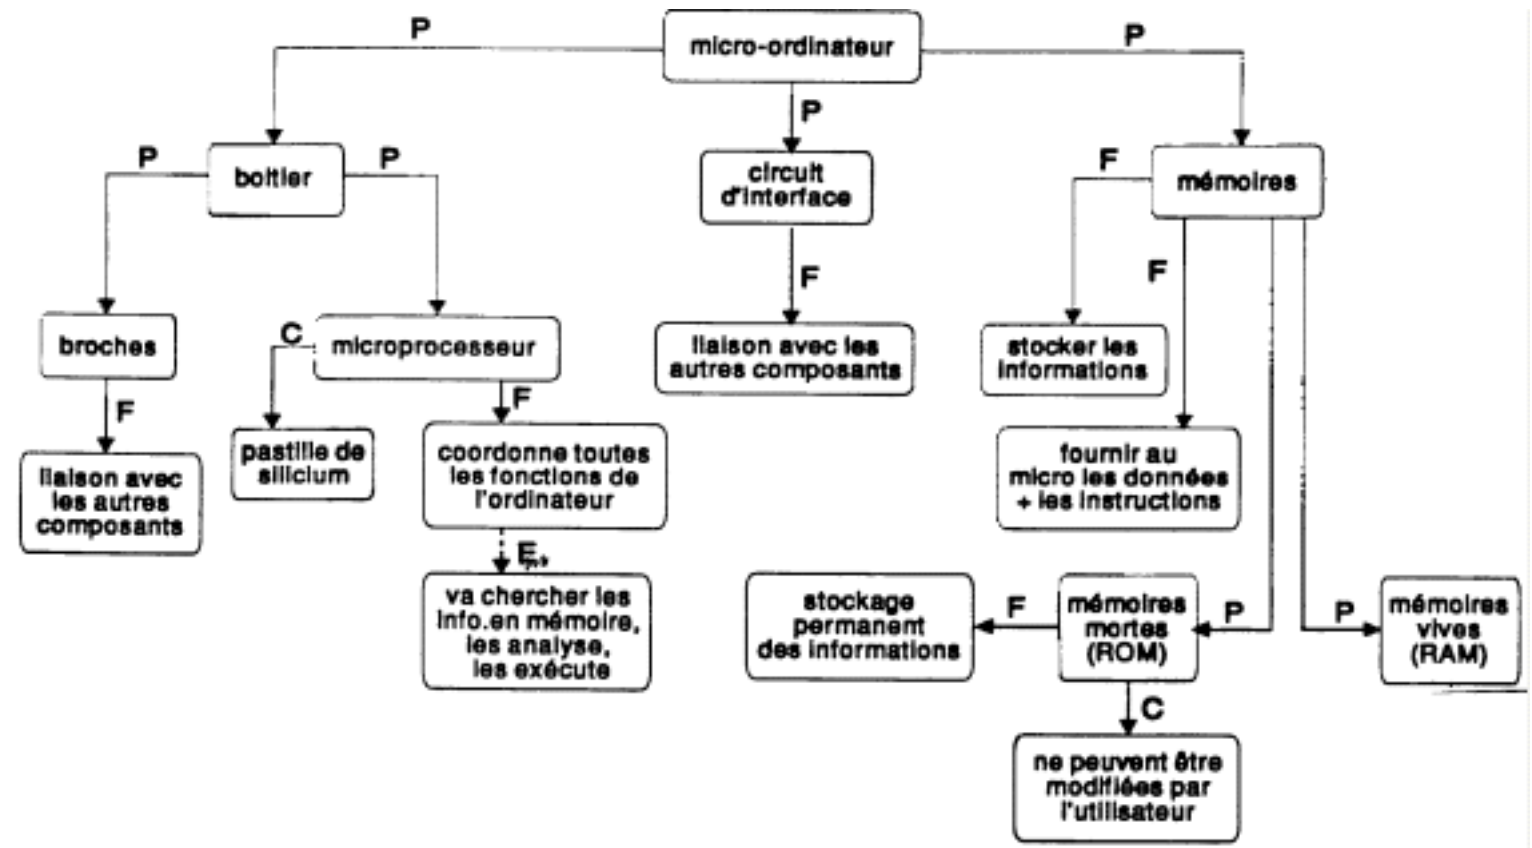 P
micro-ordinateur
P
P
P
boîtier
P
circuit
d'interface
F
mémoires
F
F
broches
C
microprocesseur
liaison avec les
autres composants
stocker les
informations
F
F
liaison avec
les autres
composants
pastille de
silicium
coordonne toutes
les fonctions de
l'ordinateur
fournir au
micro les données
+ les instructions
va chercher les
info.en mémoire,
les analyse,
les exécute
stockage
permanent
des informations
F
mémoires
mortes
(ROM)
P
P
mémoires
vives
(RAM)
C
ne peuvent être
modifiées par
l'utilisateur